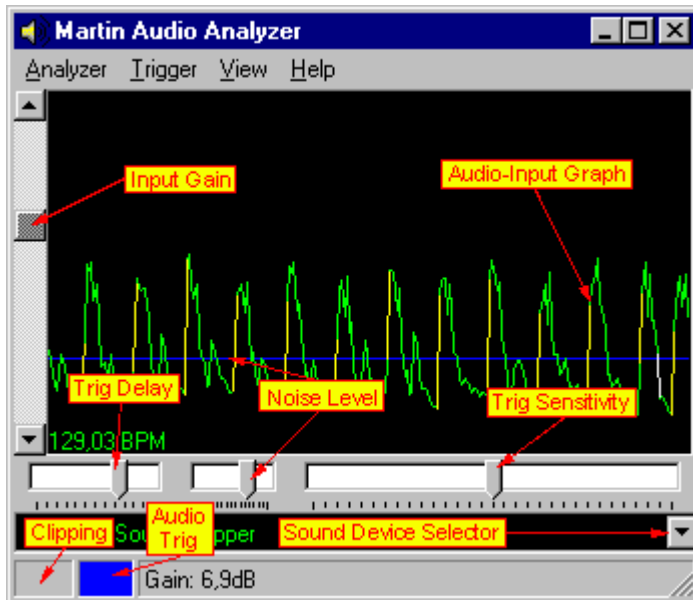 Martin Audio Analyzer
Analyzer Trigger View Help
Input Gain
Audio-Input Graph
Trig Delay
Noise Level
Trig Sensitivity
129,03 BPM
Clipping
Audio
Trig
Sound Device Selector
Gain: 6,9dB